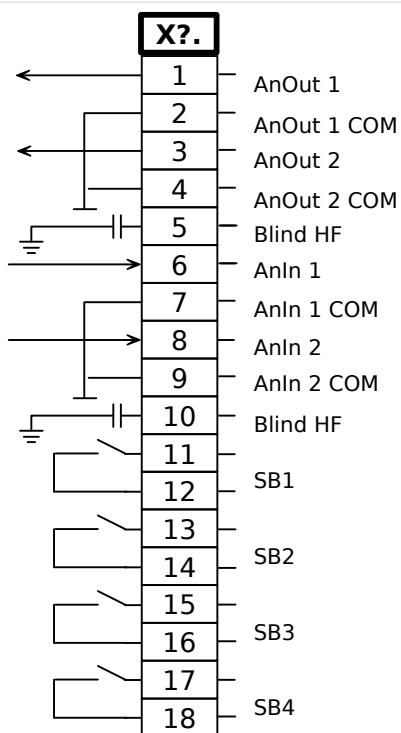 X?.
1 AnOut 1
2 AnOut 1 COM
3 AnOut 2
4 AnOut 2 COM
5 Blind HF
6 AnIn 1
7 AnIn 1 COM
8 AnIn 2
9 AnIn 2 COM
10 Blind HF
11
SB1
12
13
SB2
14
15
SB3
16
17
SB4
18